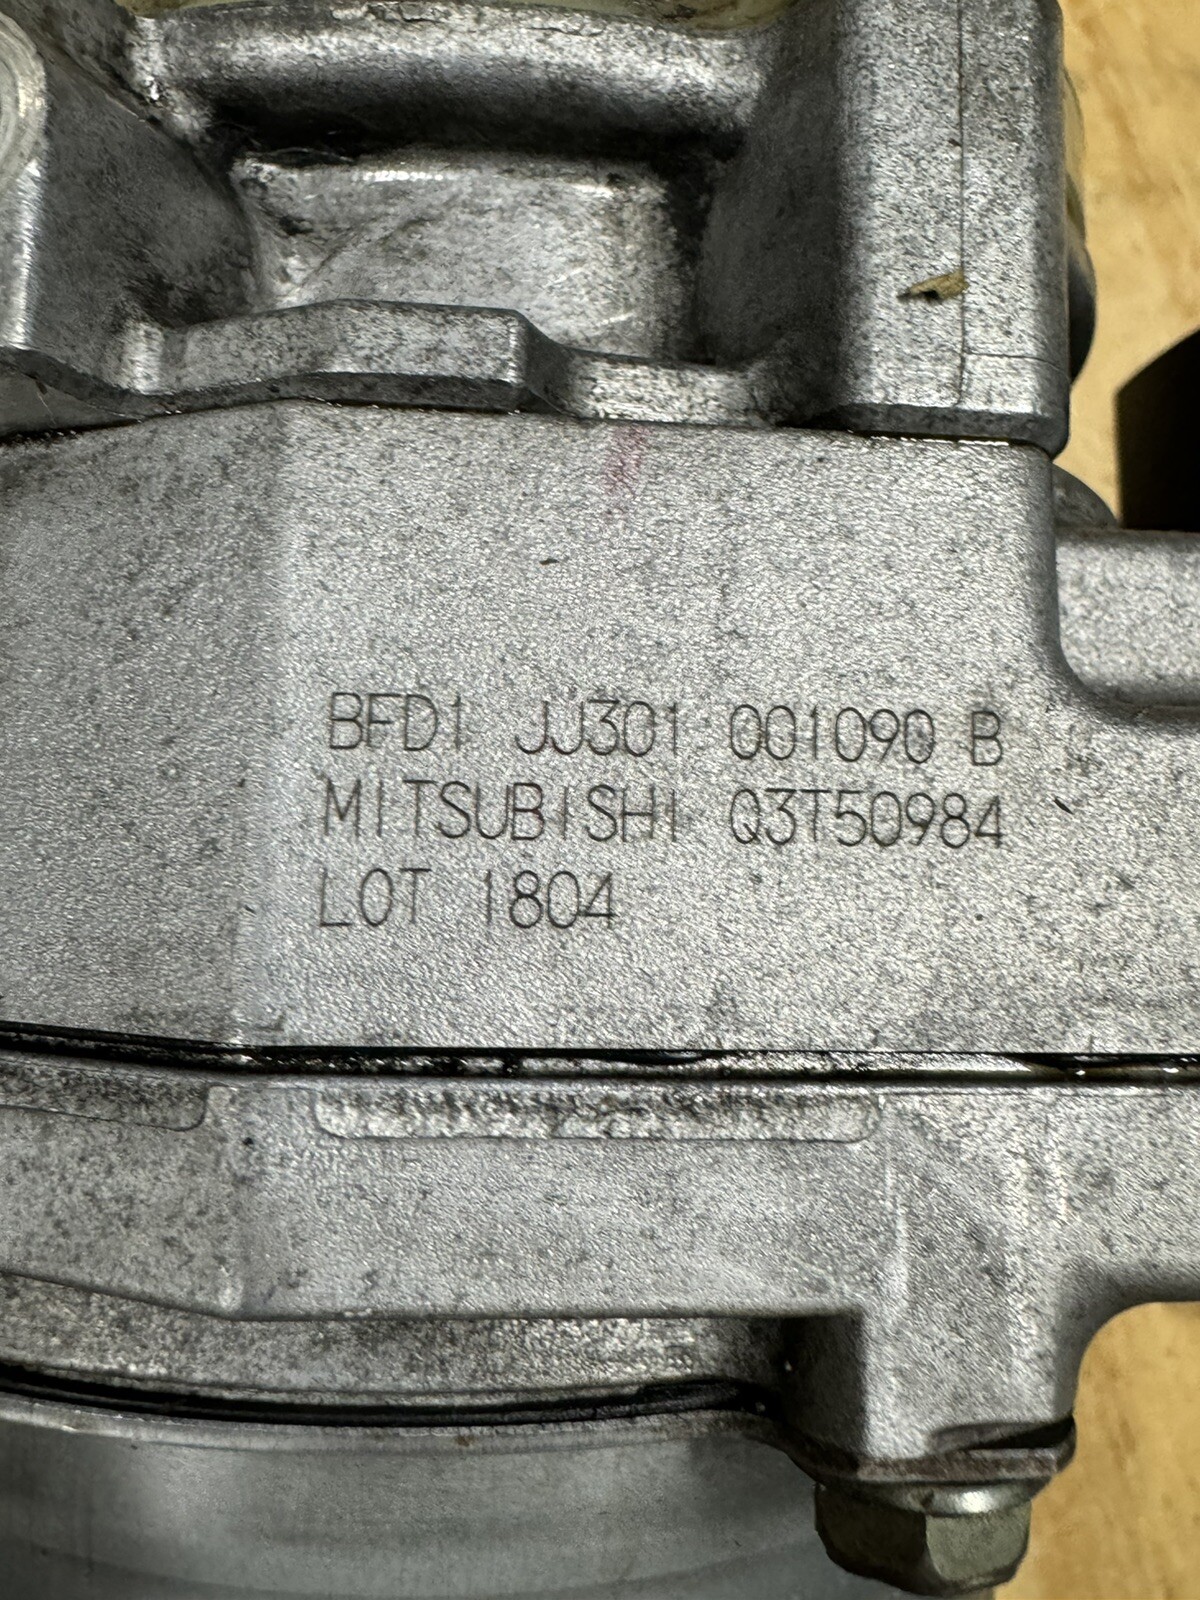 BFD1 JJ301 001090 B
MITSUBISHI Q3T50984
LOT 1804